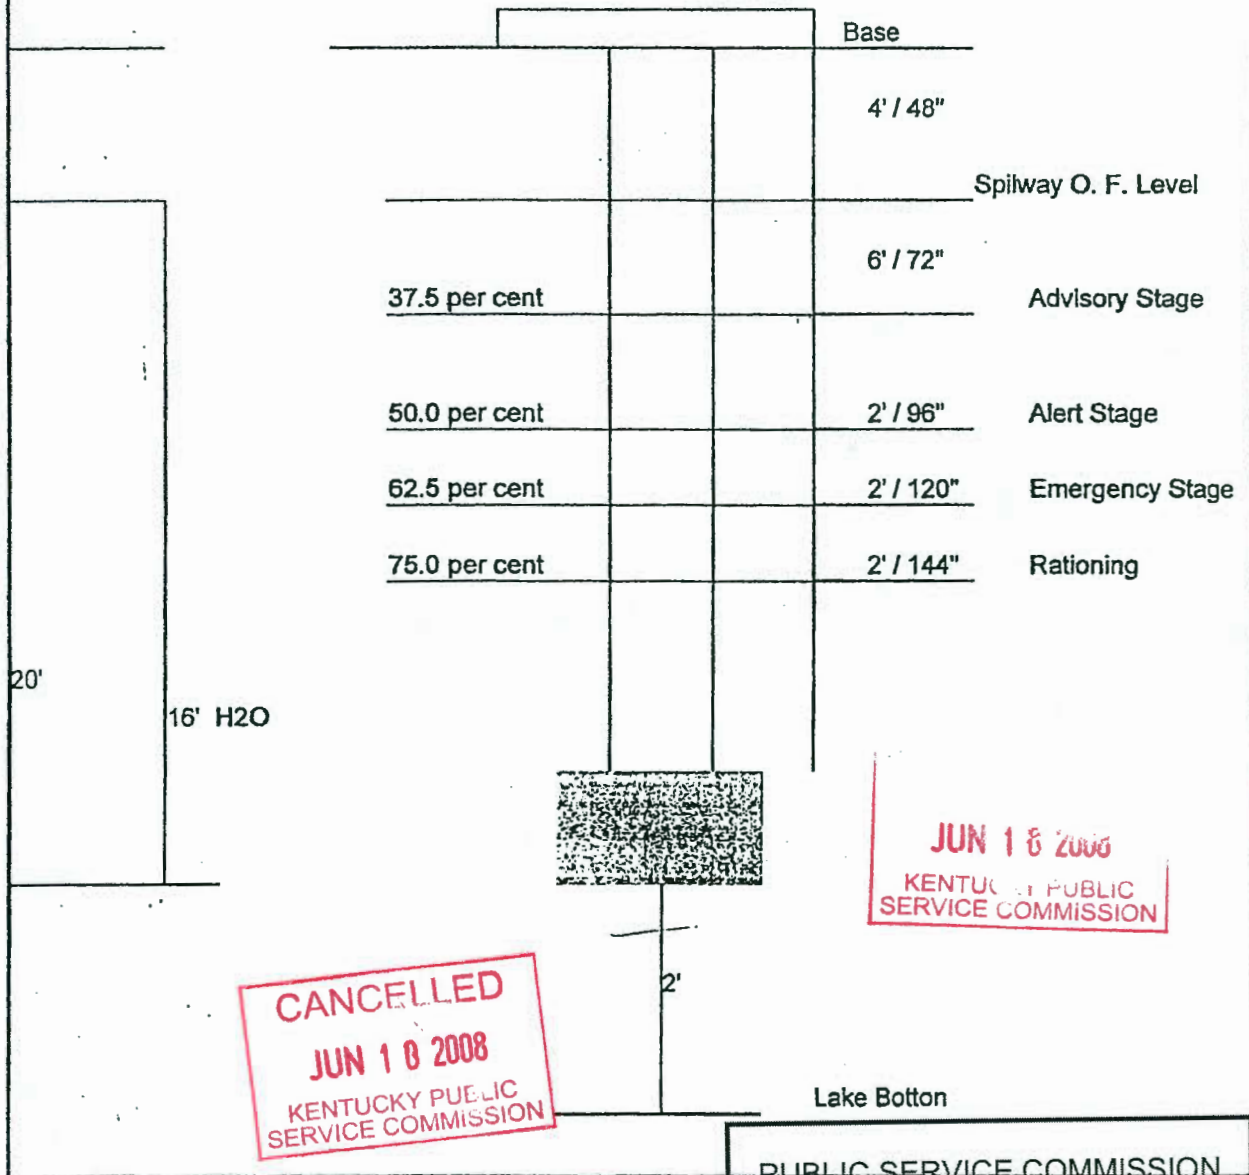 Base
4' / 48"
Spilway O. F. Level
6' / 72"
37.5 per cent Advisory Stage
50.0 per cent 2' / 96" Alert Stage
62.5 per cent 2' / 120" Emergency Stage
75.0 per cent 2' / 144" Rationing
20'
16' H2O
JUN 1
KENTUCKY PUBLIC
SERVICE COMMISSION
2'
CANCELLED
JUN 1 8 2008
KENTUCKY PUBLIC
SERVICE COMMISSION
Lake Botton
PUBLIC SERVICE COMMISSION